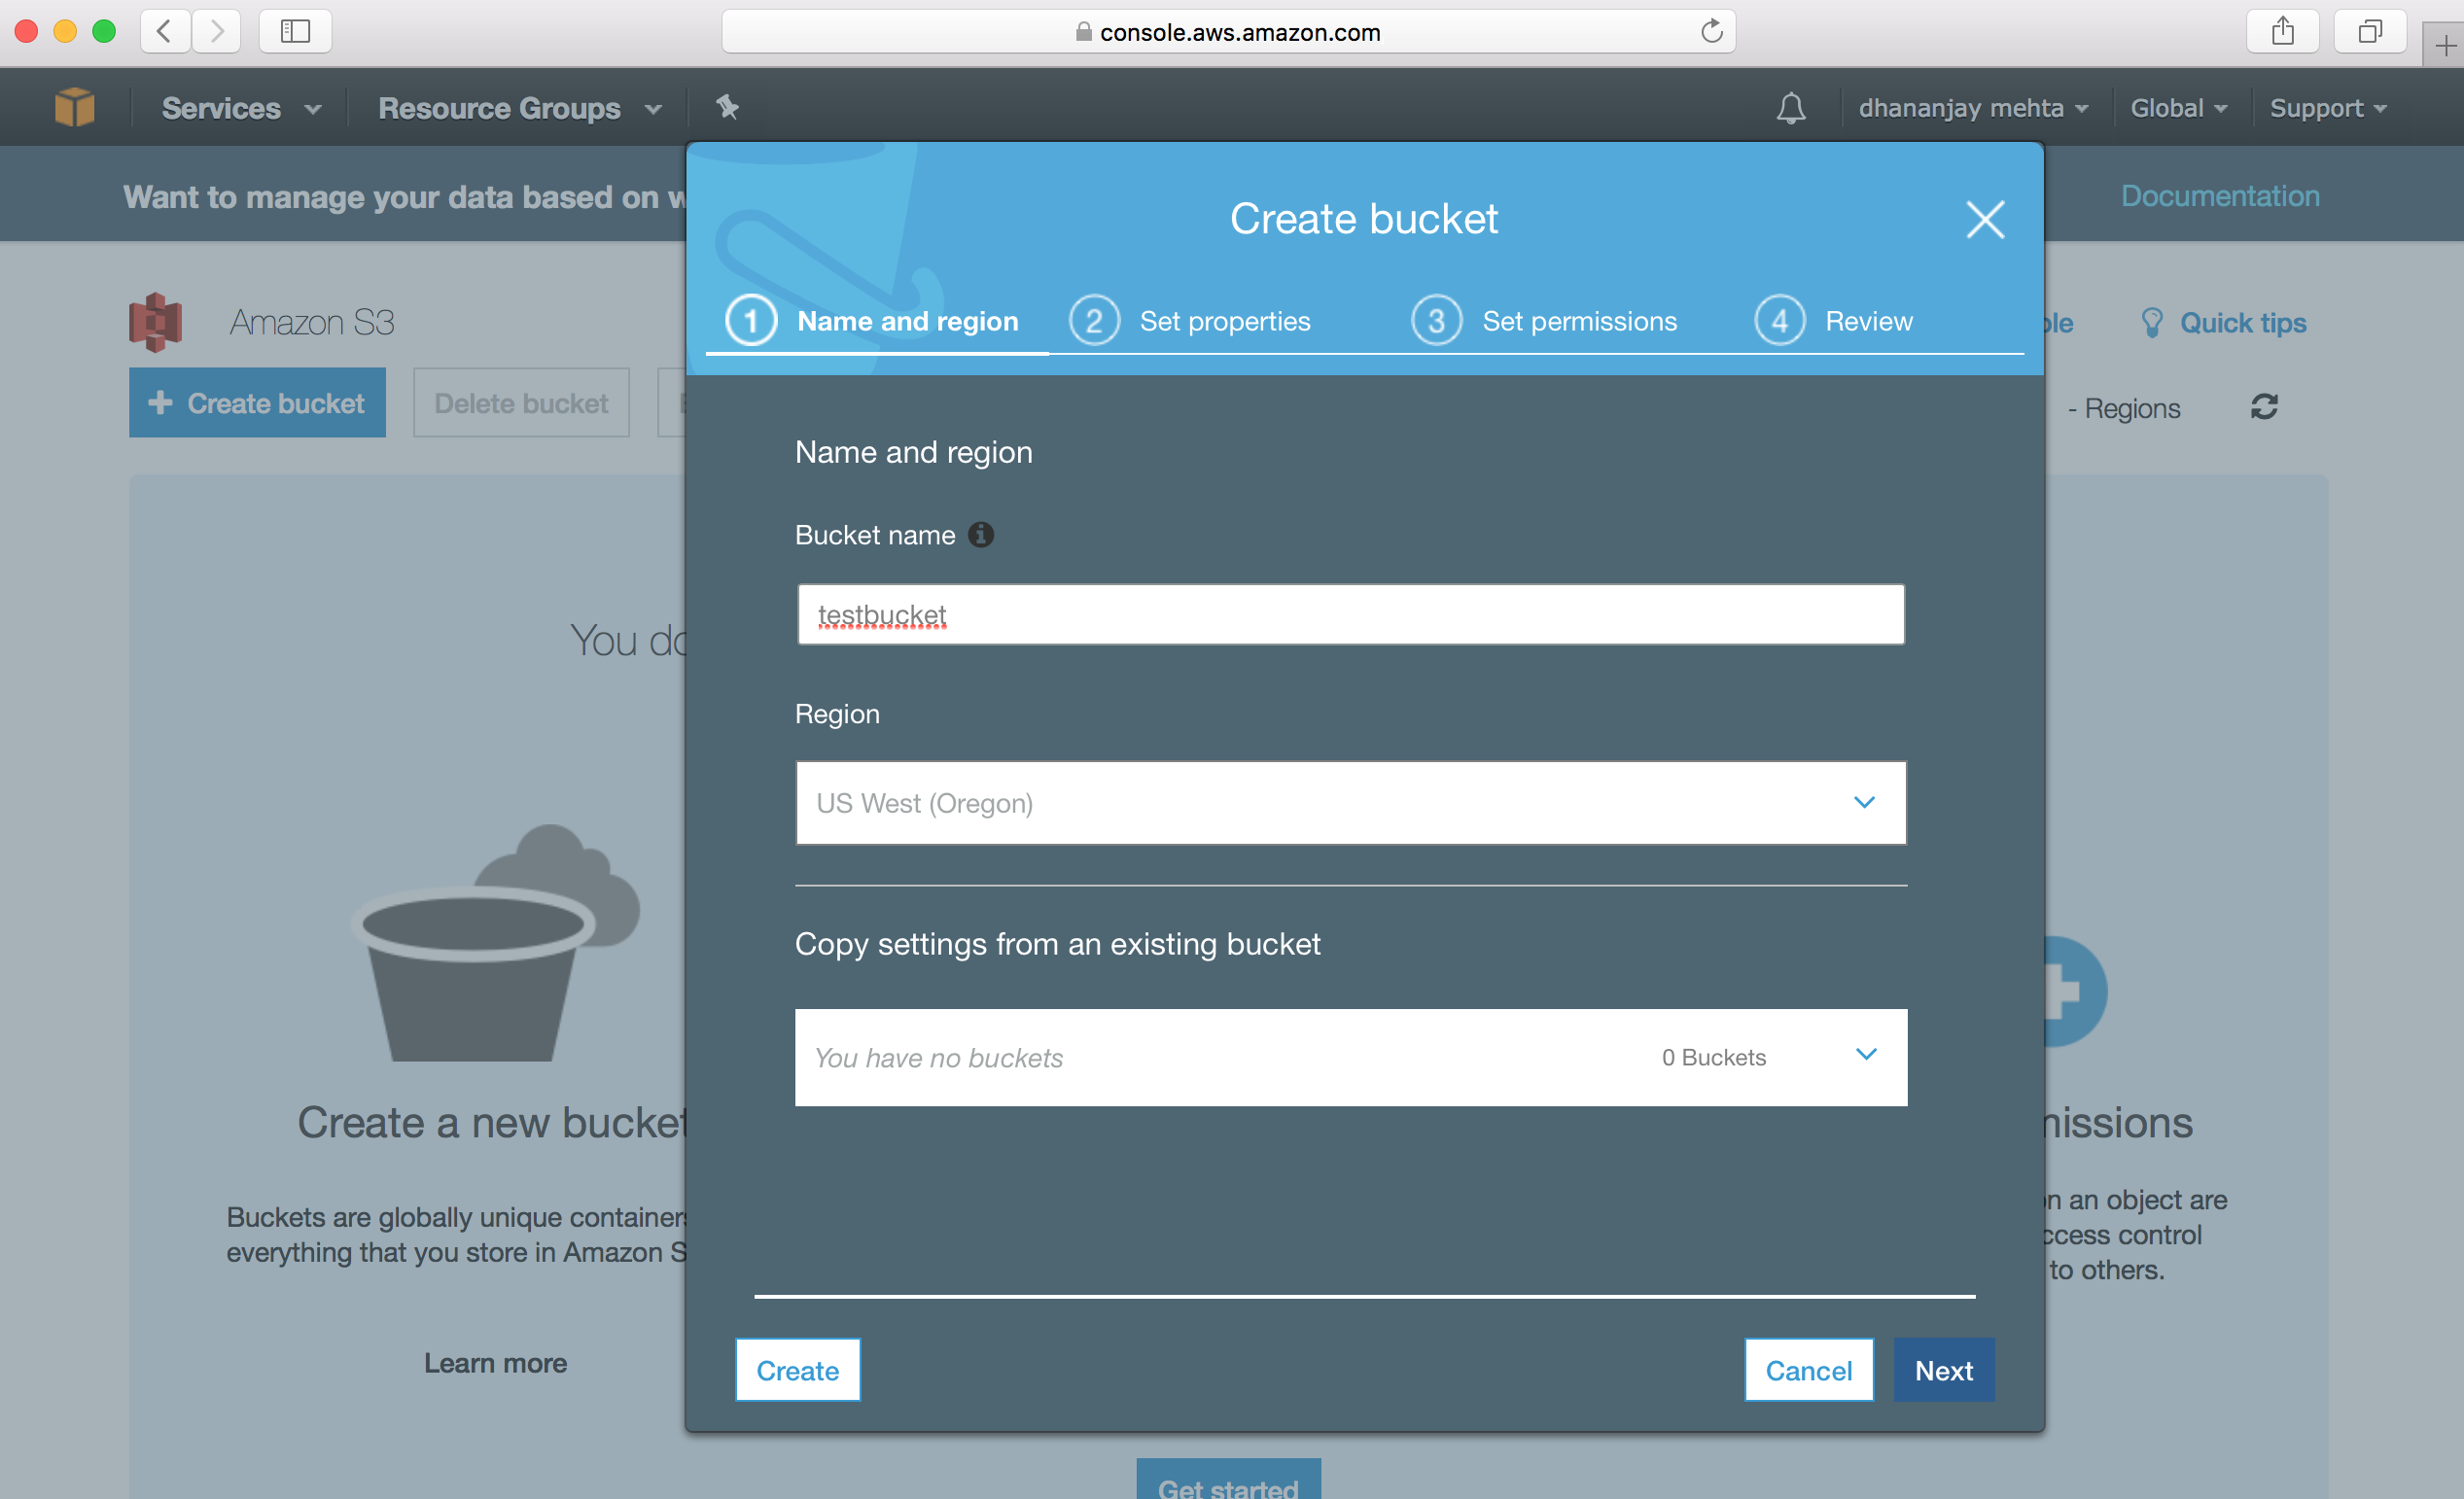 console.aws.amazon.com
Services
Resource Groups
dhananjay mehta
Global
Support
Want to manage your data based on w
Documentation
Create bucket
1 Name and region
2 Set properties
3 Set permissions
4 Review
Amazon S3
Quick tips
Create bucket
Delete bucket
- Regions
Name and region
Bucket name
testbucket
You do
Region
US West (Oregon)
Copy settings from an existing bucket
You have no buckets
0 Buckets
Create a new bucket
missions
Buckets are globally unique containers
everything that you store in Amazon S
on an object are
access control
to others.
Learn more
Create
Cancel
Next
Get started